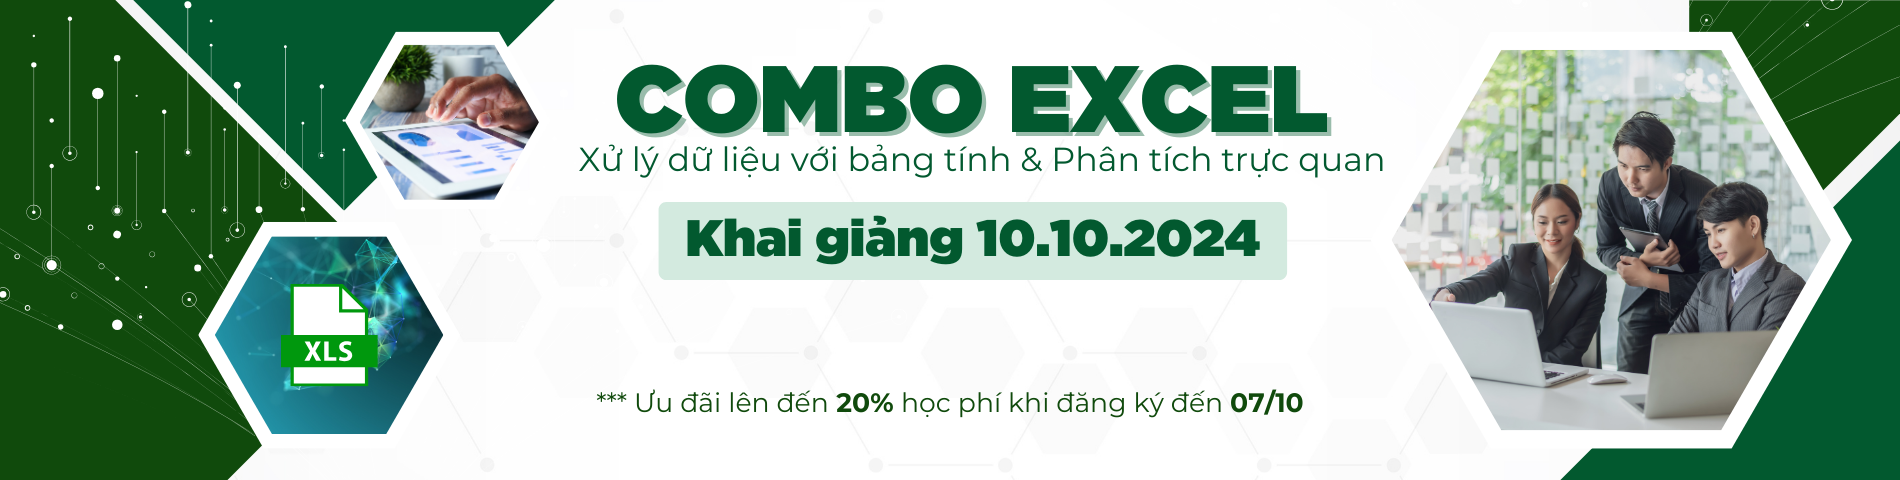 COMBO EXCEL
Xử lý dữ liệu với bảng tính & Phân tích trực quan
Khai giảng 10.10.2024
XLS
*** Ưu đãi lên đến 20% học phí khi đăng ký đến 07/10